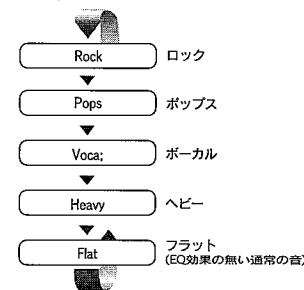 Rock ロック
Pops ポップス
Voca; ボーカル
Heavy ヘビー
Flat フラット
(EQ効果の無い通常の音)